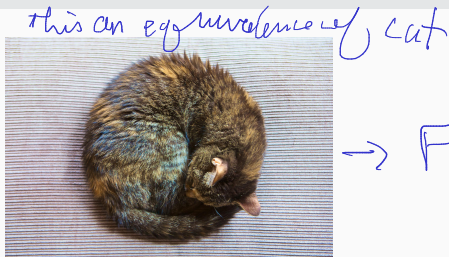 this an equivalence of cat
→ F